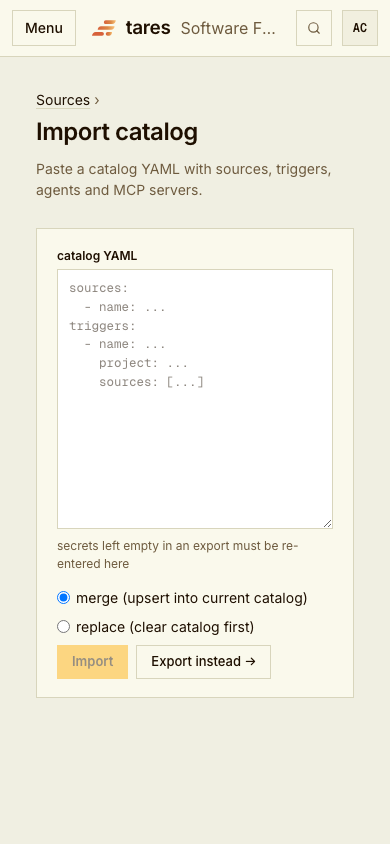 Menu
tares
Software F...
AC
Sources ›
Import catalog
Paste a catalog YAML with sources, triggers,
agents and MCP servers.
catalog YAML
sources:
  - name: ...
triggers:
  - name: ...
    project: ...
    sources: [...]
secrets left empty in an export must be re-
entered here
merge (upsert into current catalog)
replace (clear catalog first)
Import
Export instead →